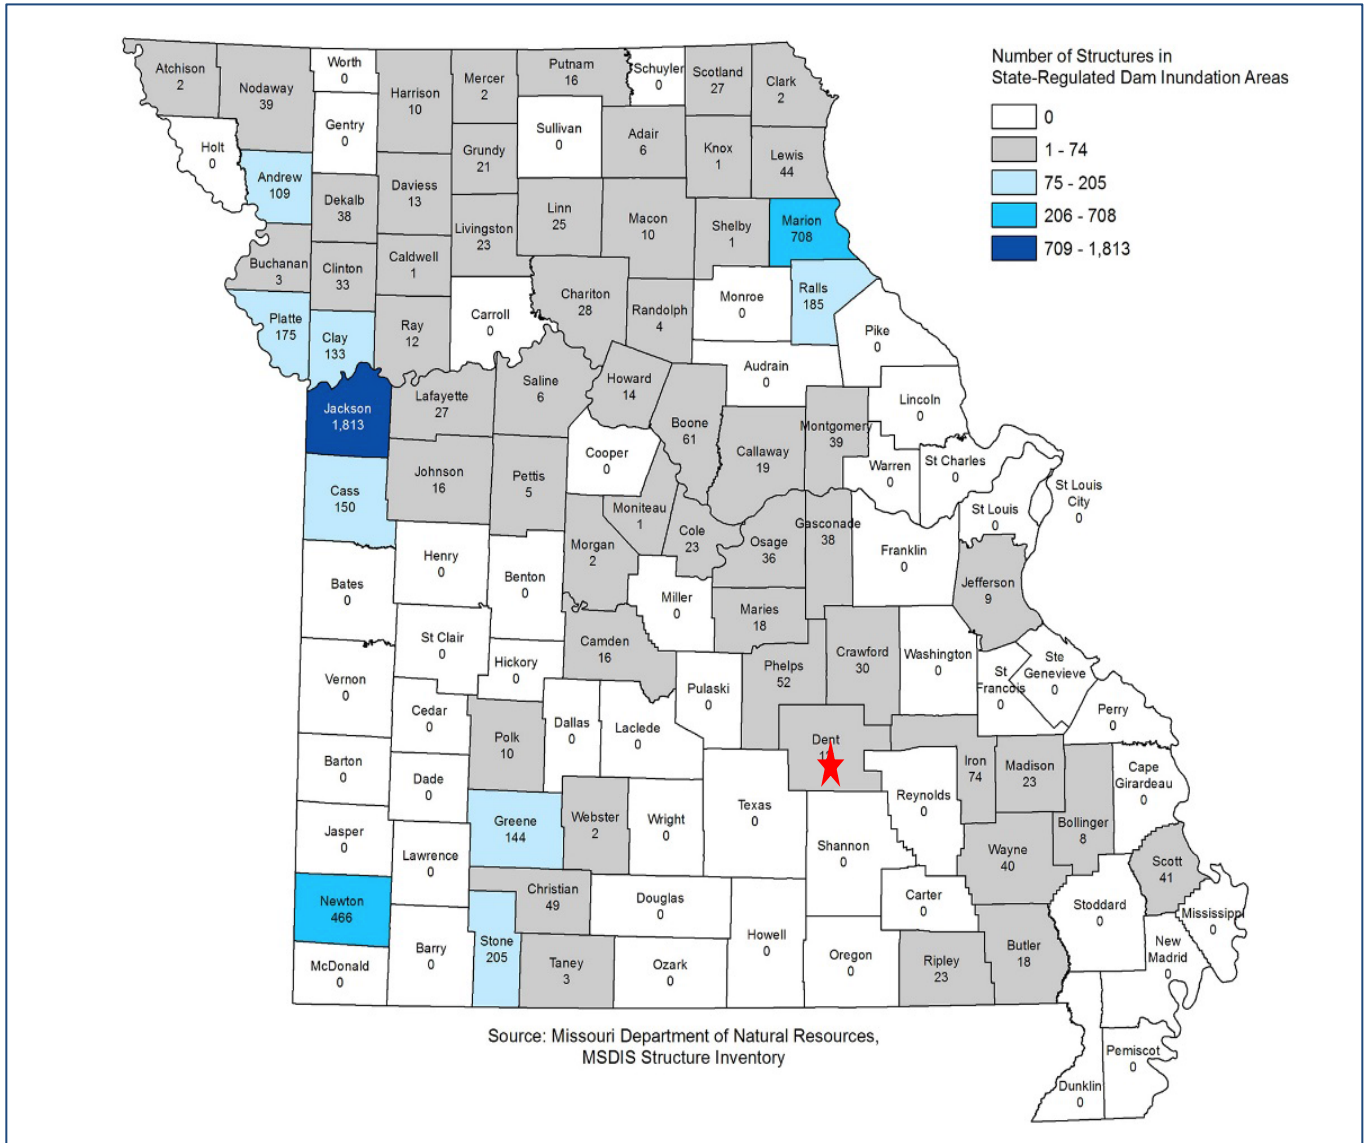 Number of Structures in
State-Regulated Dam Inundation Areas
0
1 - 74
75 - 205
206 - 708
709 - 1,813
Atchison
2
Nodaway
39
Worth
0
Gentry
0
Harrison
10
Mercer
2
Putnam
16
Schuyler
0
Scotland
27
Clark
2
Holt
0
Andrew
109
Dekalb
38
Daviess
13
Grundy
21
Sullivan
0
Adair
6
Knox
1
Lewis
44
Buchanan
3
Clinton
33
Caldwell
1
Livingston
23
Linn
25
Macon
10
Shelby
1
Marion
708
Platte
175
Clay
133
Ray
12
Carroll
0
Chariton
28
Randolph
4
Monroe
0
Ralls
185
Pike
0
Audrain
0
Jackson
1,813
Lafayette
27
Saline
6
Howard
14
Boone
61
Callaway
19
Montgomery
39
Lincoln
0
Warren
0
St Charles
0
St Louis
0
St Louis
City
0
Cass
150
Johnson
16
Pettis
5
Cooper
0
Moniteau
1
Cole
23
Osage
36
Gasconade
38
Franklin
0
Jefferson
9
Bates
0
Henry
0
Benton
0
Morgan
2
Miller
0
Maries
18
Vernon
0
St Clair
0
Hickory
0
Camden
16
Pulaski
0
Phelps
52
Crawford
30
Washington
0
St
Francois
0
Ste
Genevieve
0
Perry
0
Cedar
0
Polk
10
Dallas
0
Laclede
0
Dent
Iron
74
Madison
23
Cape
Girardeau
0
Barton
0
Dade
0
Greene
144
Webster
2
Wright
0
Texas
0
Reynolds
0
Bollinger
8
Jasper
0
Lawrence
0
Christian
49
Douglas
0
Shannon
0
Wayne
40
Scott
41
Newton
466
Stone
205
Howell
0
Carter
0
Stoddard
0
Mississippi
0
McDonald
0
Barry
0
Taney
3
Ozark
0
Oregon
0
Ripley
23
Butler
18
New
Madrid
0
Pemiscot
0
Dunklin
0
Source: Missouri Department of Natural Resources,
MSDIS Structure Inventory